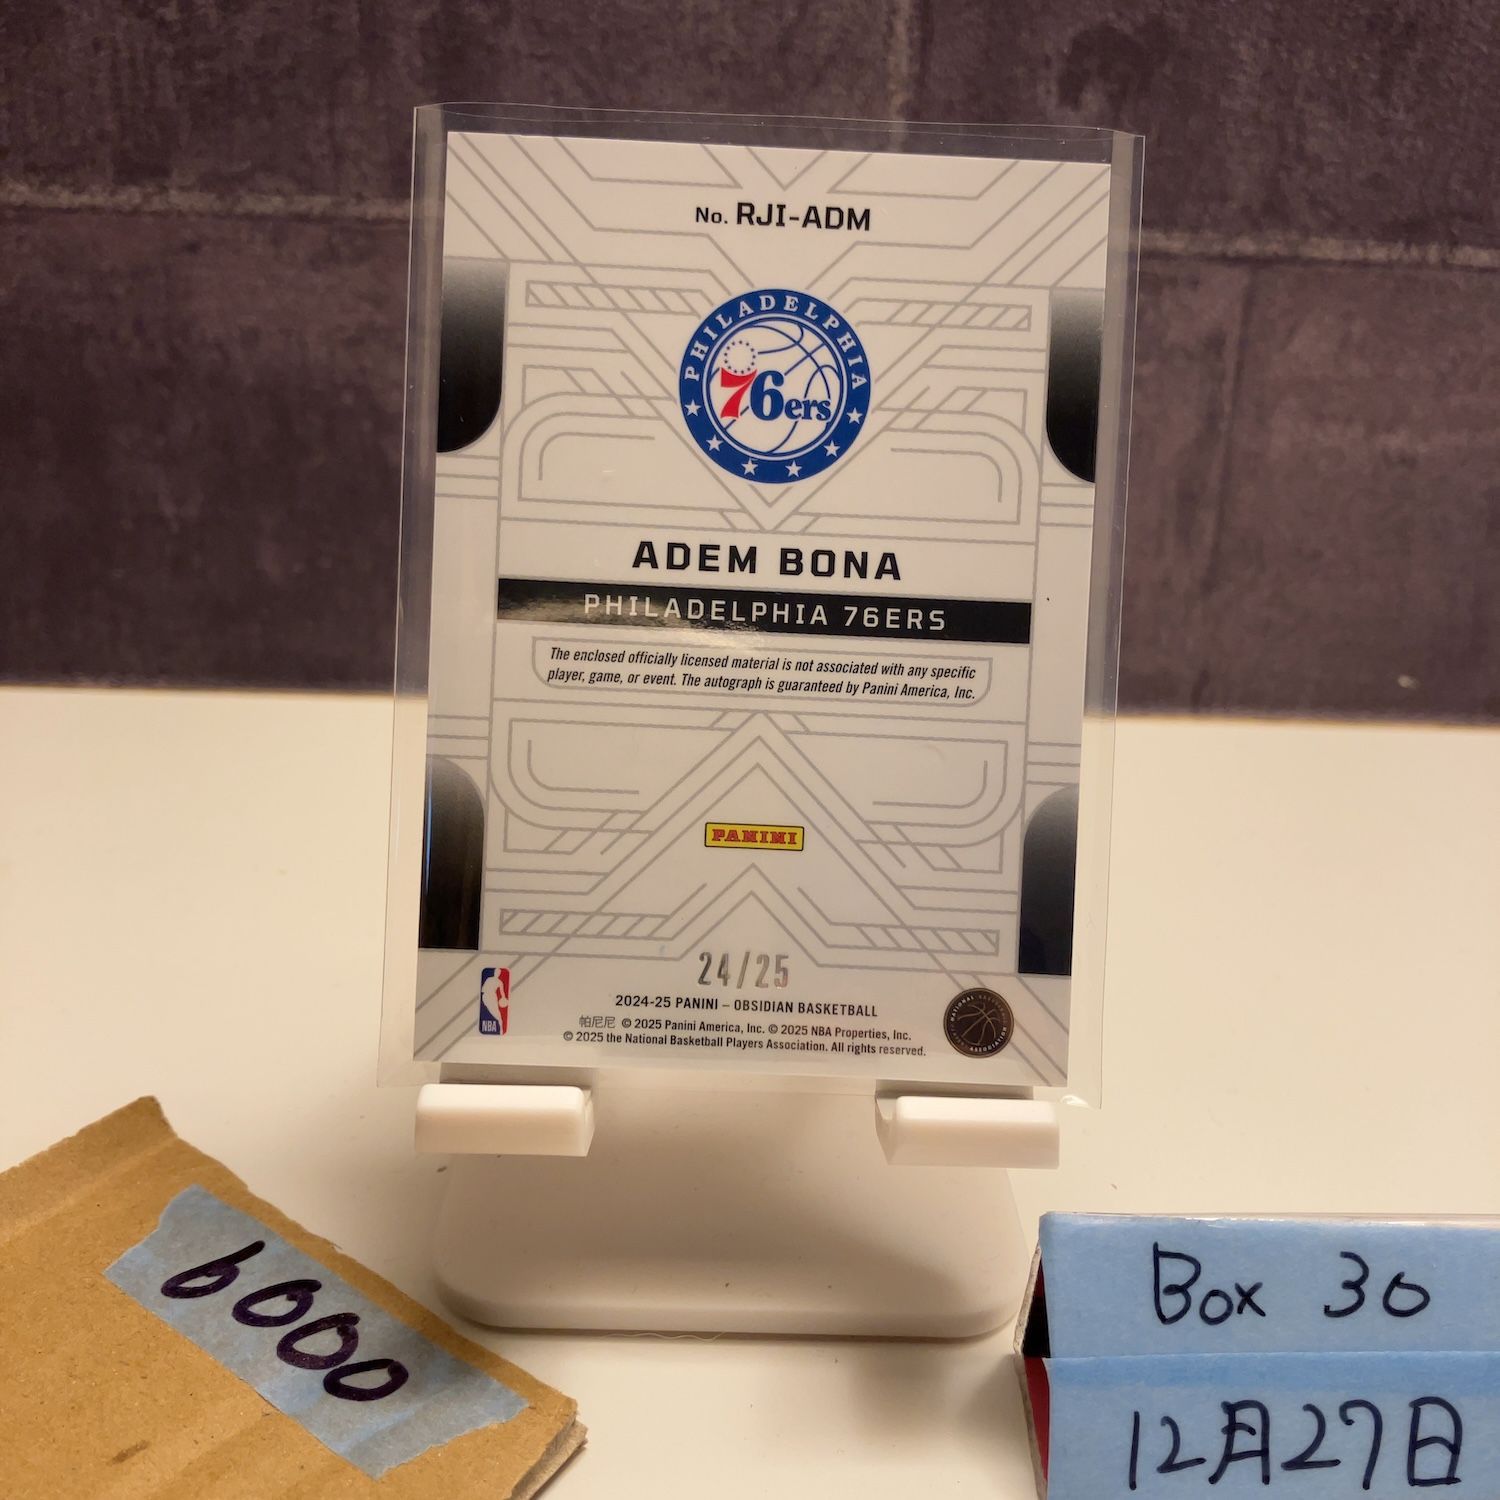 No. RJI-ADM
PHILADELPHIA
76ers
ADEM BONA
PHILADELPHIA 76ERS
The enclosed officially licensed material is not associated with any specific
player, game, or event. The autograph is guaranteed by Panini America, Inc.
PANINI
24/25
2024-25 PANINI – OBSIDIAN BASKETBALL
帕尼尼 © 2025 Panini America, Inc. © 2025 NBA Properties, Inc.
© 2025 the National Basketball Players Association. All rights reserved.
NBA
6000
Box 30
12月27日